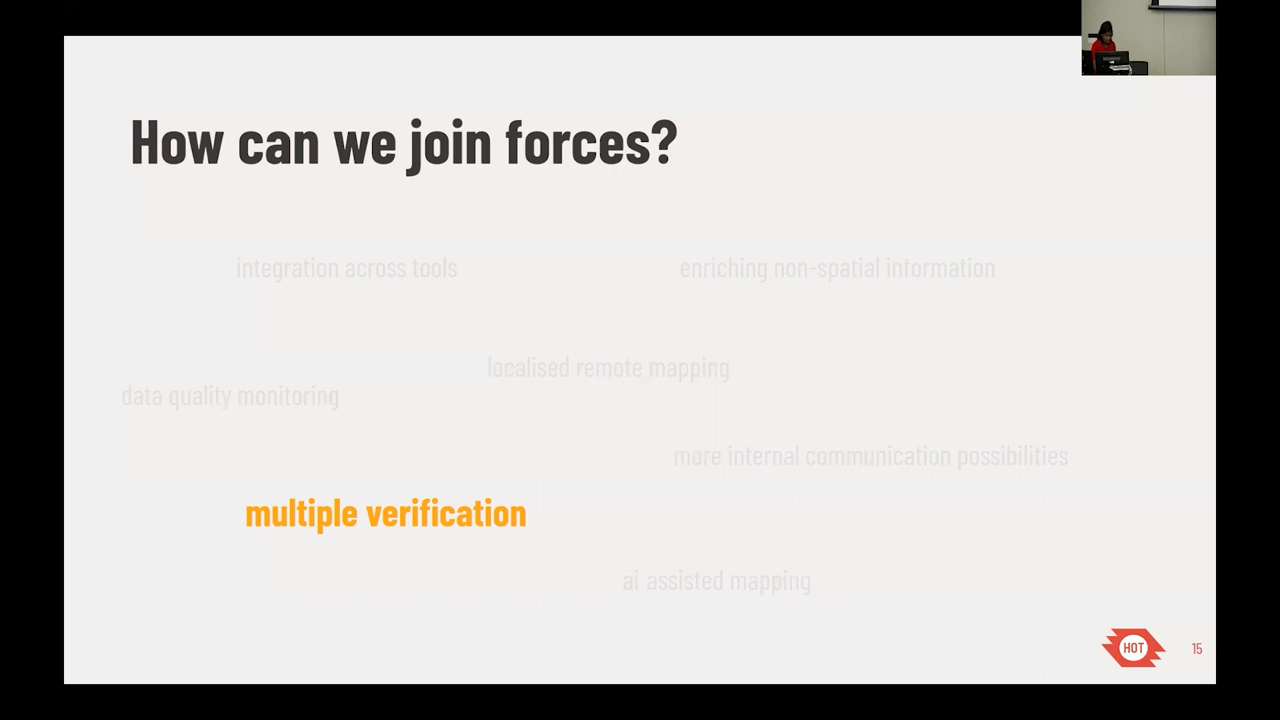 How can we join forces?
integration across tools
enriching non-spatial information
localised remote mapping
data quality monitoring
more internal communication possibilities
multiple verification
ai assisted mapping
HOT
15